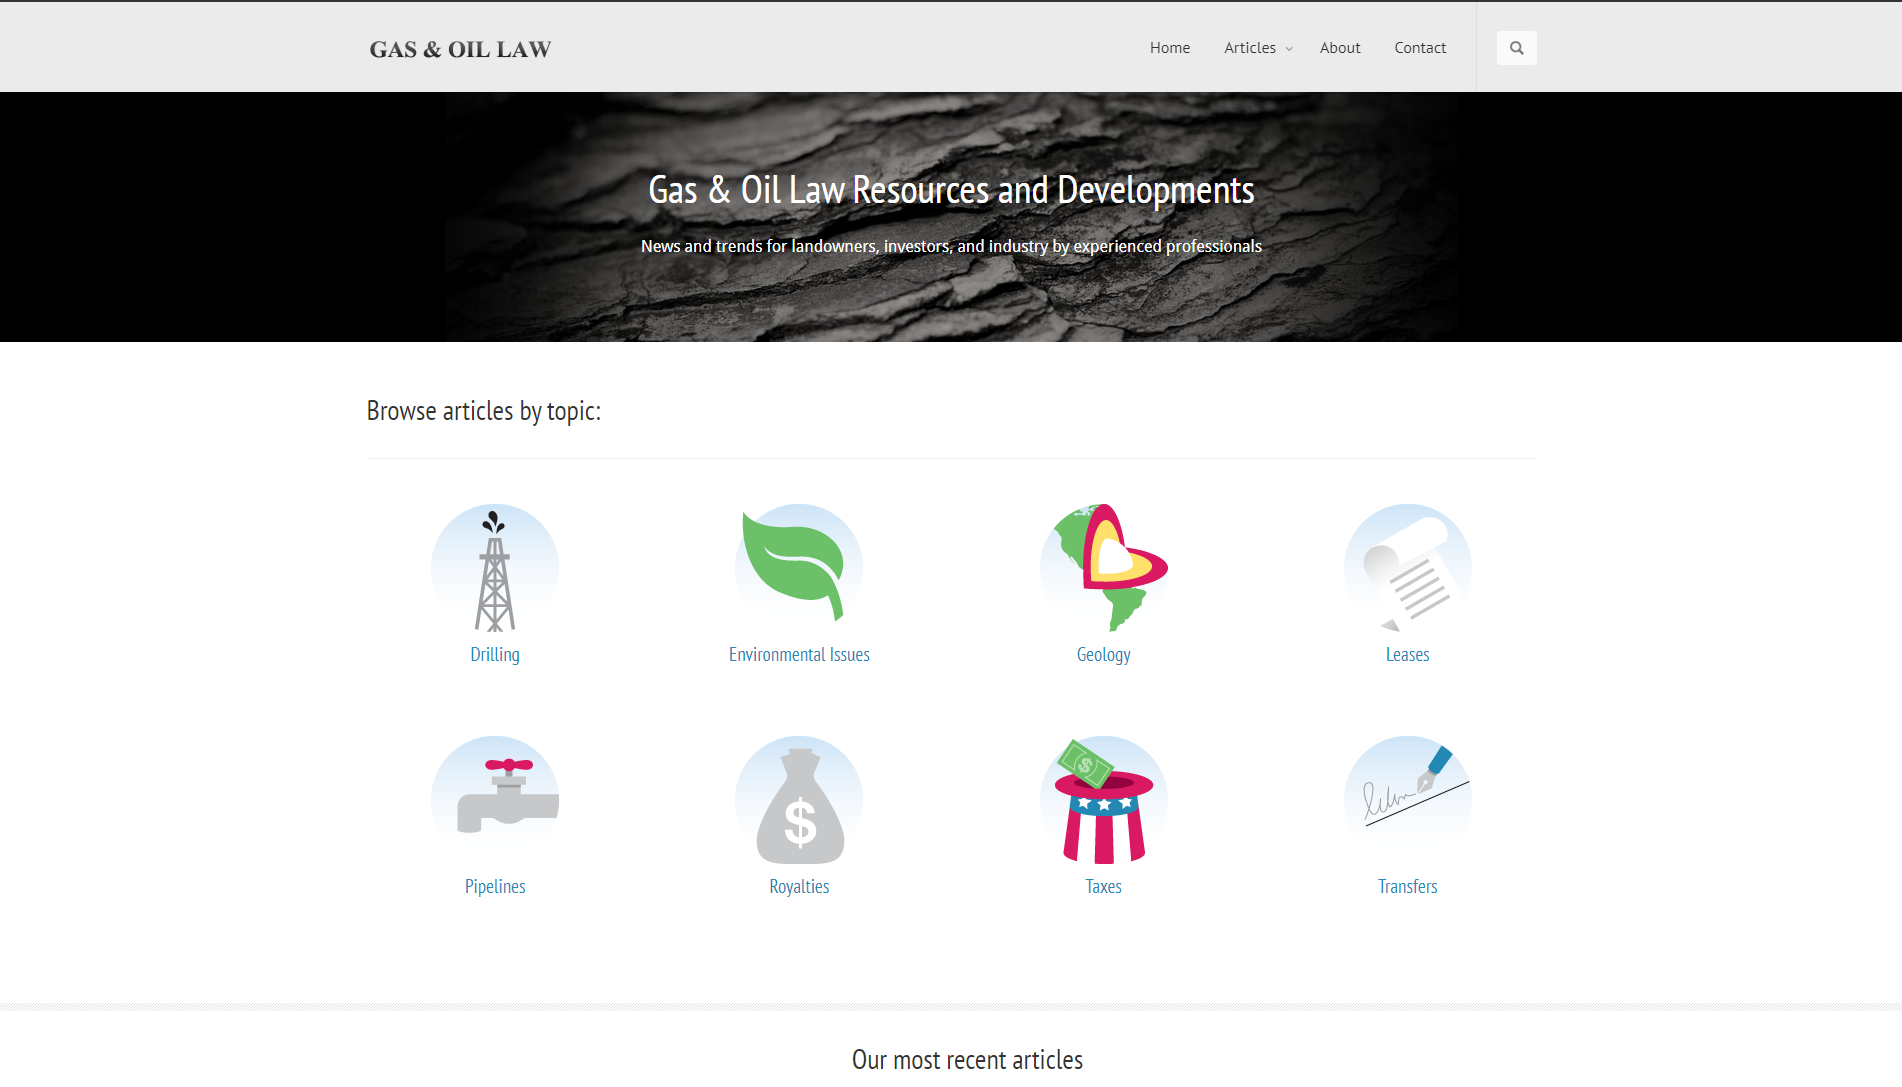 GAS & OIL LAW
Home
Articles
About
Contact
Gas & Oil Law Resources and Developments
News and trends for landowners, investors, and industry by experienced professionals
Browse articles by topic:
Drilling
Environmental Issues
Geology
Leases
$
$
Pipelines
Royalties
Taxes
Transfers
Our most recent articles